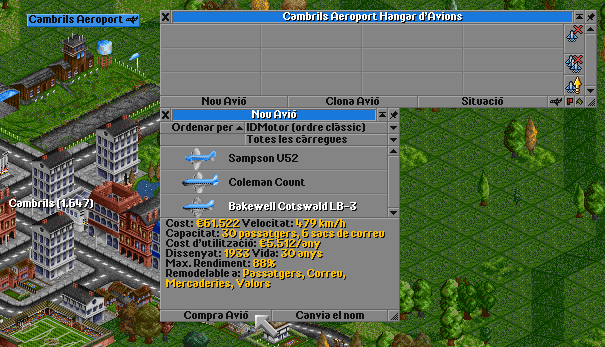 Cambrils Aeroport
Cambrils Aeroport Hangar d'Avions
Nou Avió Clona Avió Situació
Nou Avió
Ordenar per IDMotor (ordre clàssic)
Totes les càrregues
Sampson U52
Coleman Count
Bakewell Cotswald LB-3
Cambrils (1.647)
Cost: €61.522 Velocitat: 479 km/h
Capacitat: 30 passatgers, 6 sacs de correu
Cost d'utilització: €5.512/any
Dissenyat: 1933 Vida: 30 anys
Max. Rendiment: 88%
Remodelable a: Passatgers, Correu,
Mercaderies, Valors
Compra Avió Canvia el nom